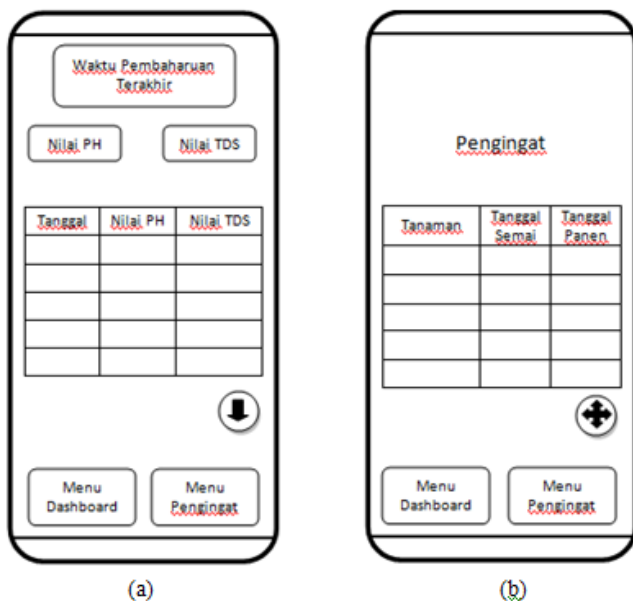 Waktu Pembaharuan
Terakhir
Nilai PH
Nilai TDS
Tanggal
Nilai PH
Nilai TDS
Menu
Dashboard
Menu
Pengingat
(a)
Pengingat
Tanaman
Tanggal
Semai
Tanggal
Panen
Menu
Dashboard
Menu
Pengingat
(b)